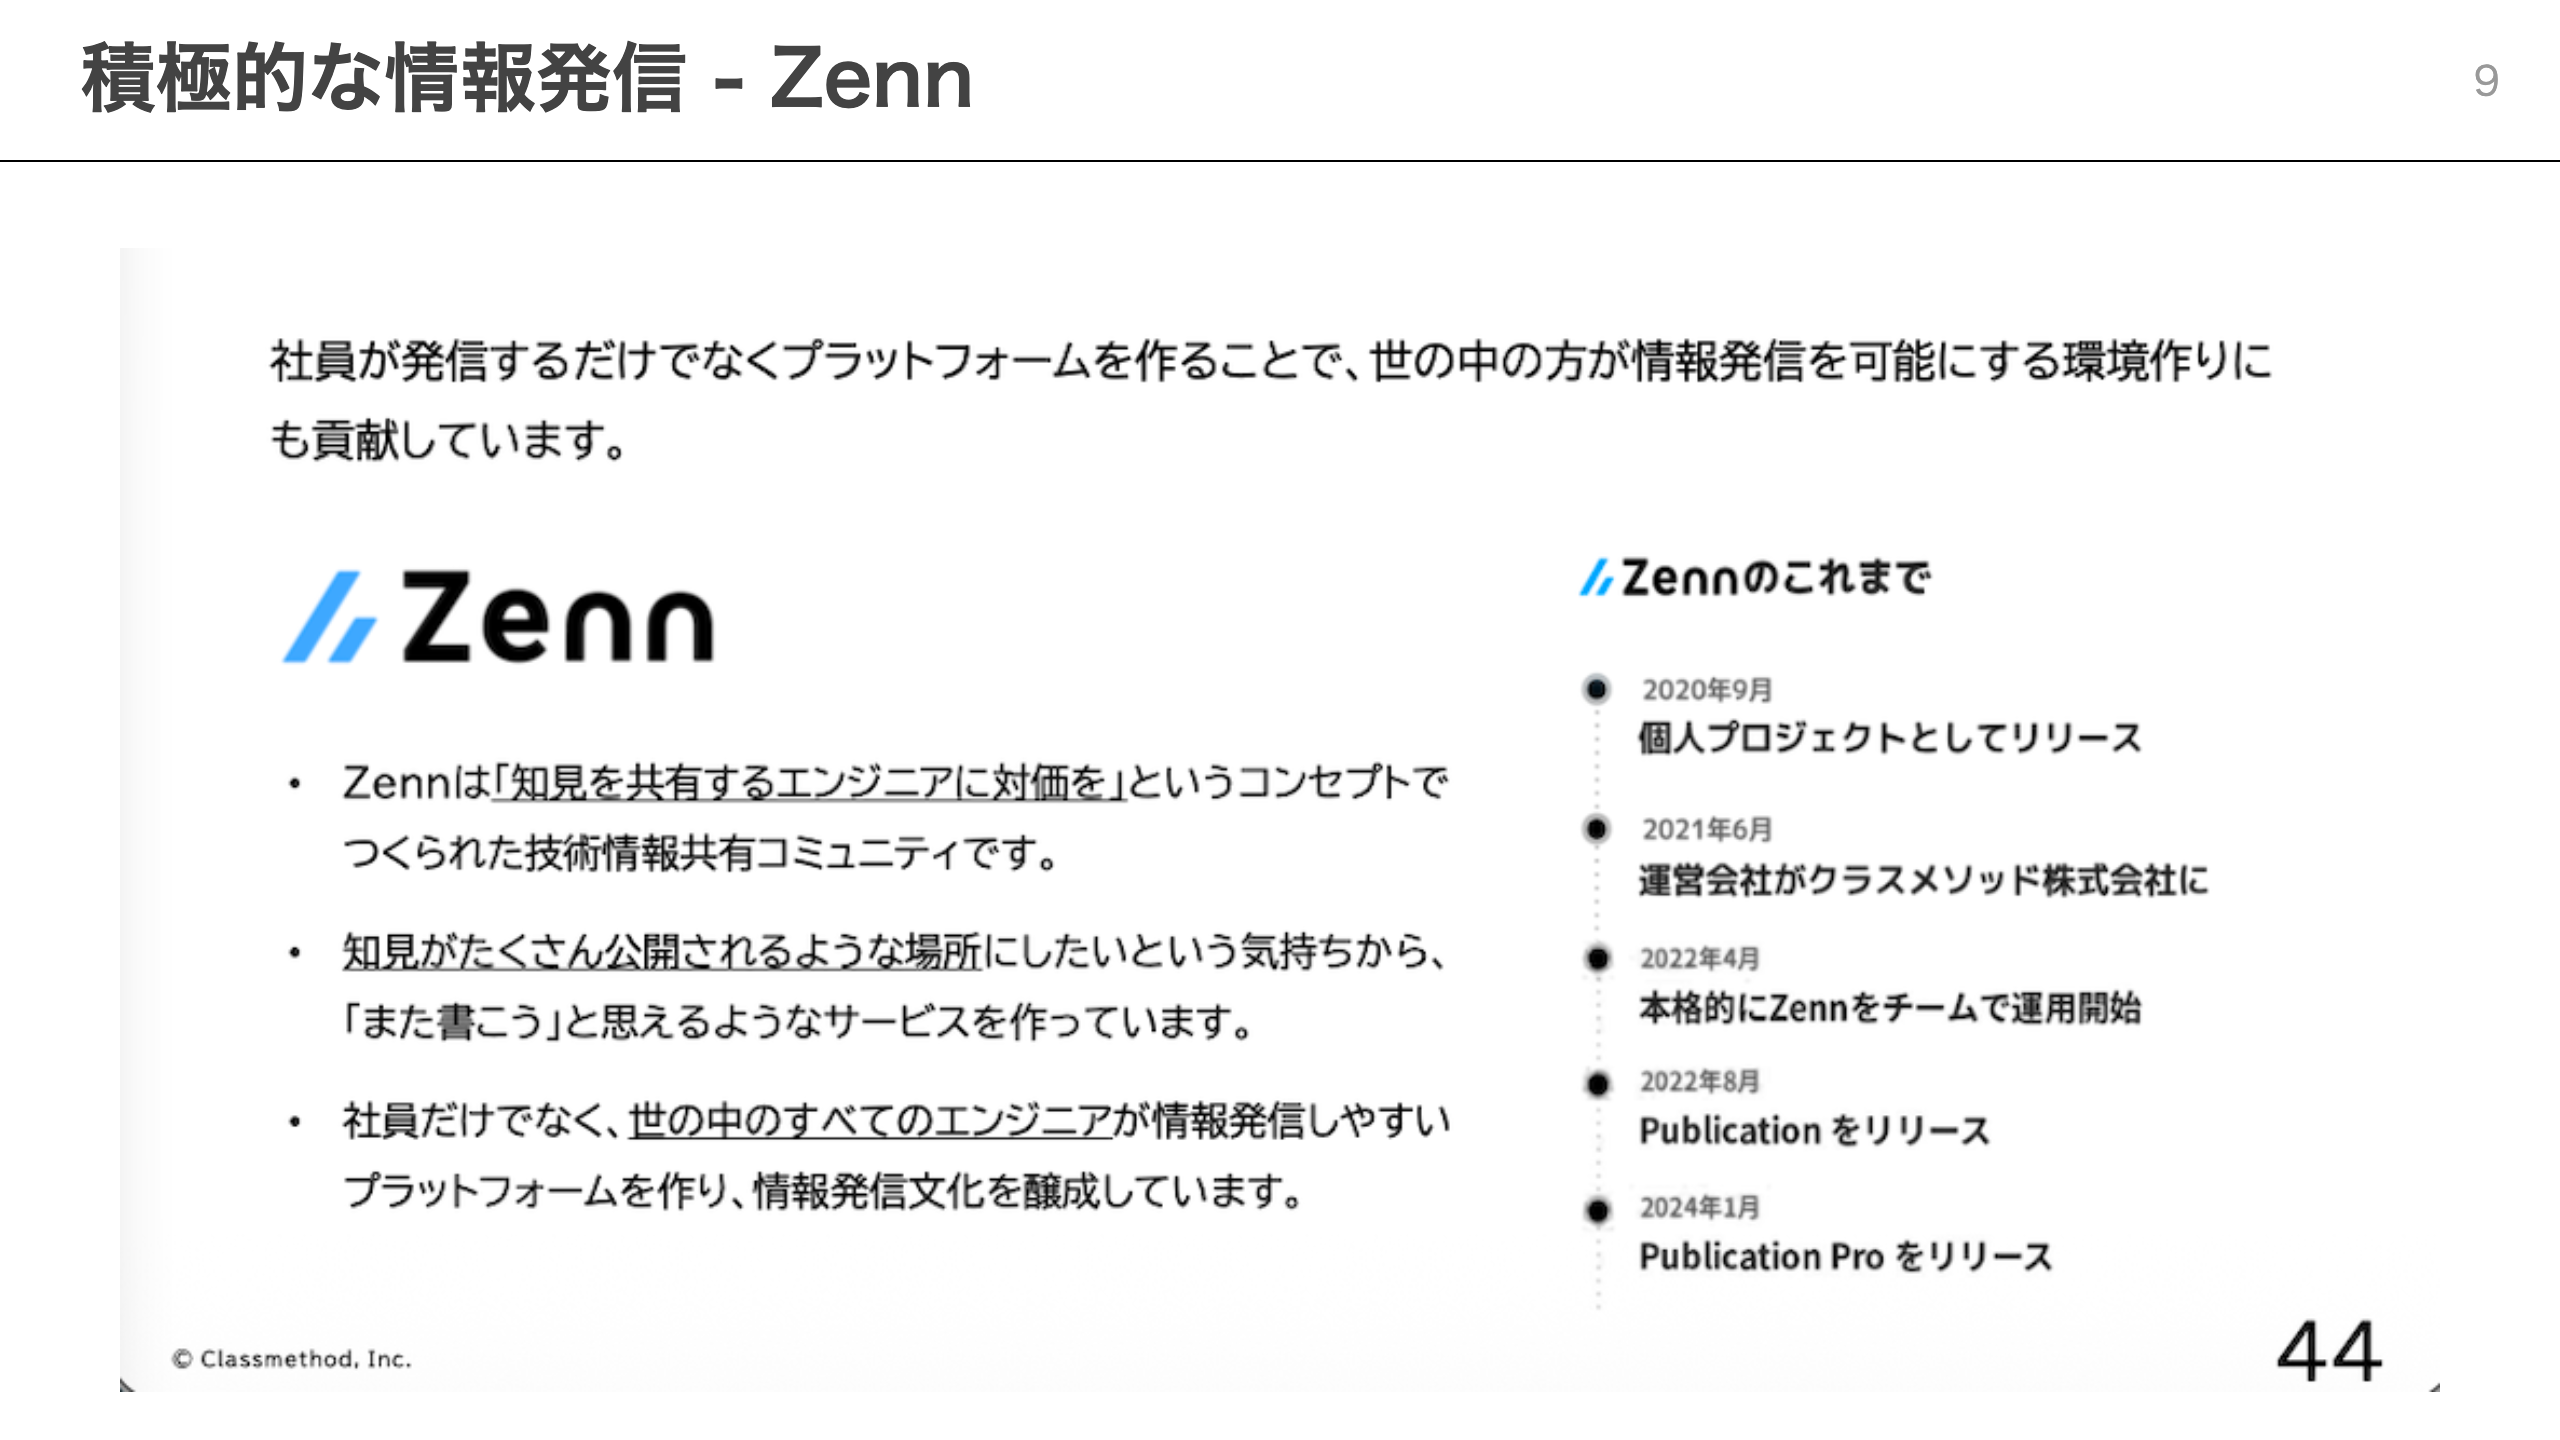 積極的な情報発信 - Zenn
9
社員が発信するだけでなくプラットフォームを作ることで、世の中の方が情報発信を可能にする環境作りに
も貢献しています。
Zenn
• Zennは「知見を共有するエンジニアに対価を」というコンセプトで
つくられた技術情報共有コミュニティです。
• 知見がたくさん公開されるような場所にしたいという気持ちから、
「また書こう」と思えるようなサービスを作っています。
• 社員だけでなく、世の中のすべてのエンジニアが情報発信しやすい
プラットフォームを作り、情報発信文化を醸成しています。
Zennのこれまで
2020年9月
個人プロジェクトとしてリリース
2021年6月
運営会社がクラスメソッド株式会社に
2022年4月
本格的にZennをチームで運用開始
2022年8月
Publication をリリース
2024年1月
Publication Pro をリリース
© Classmethod, Inc.
44